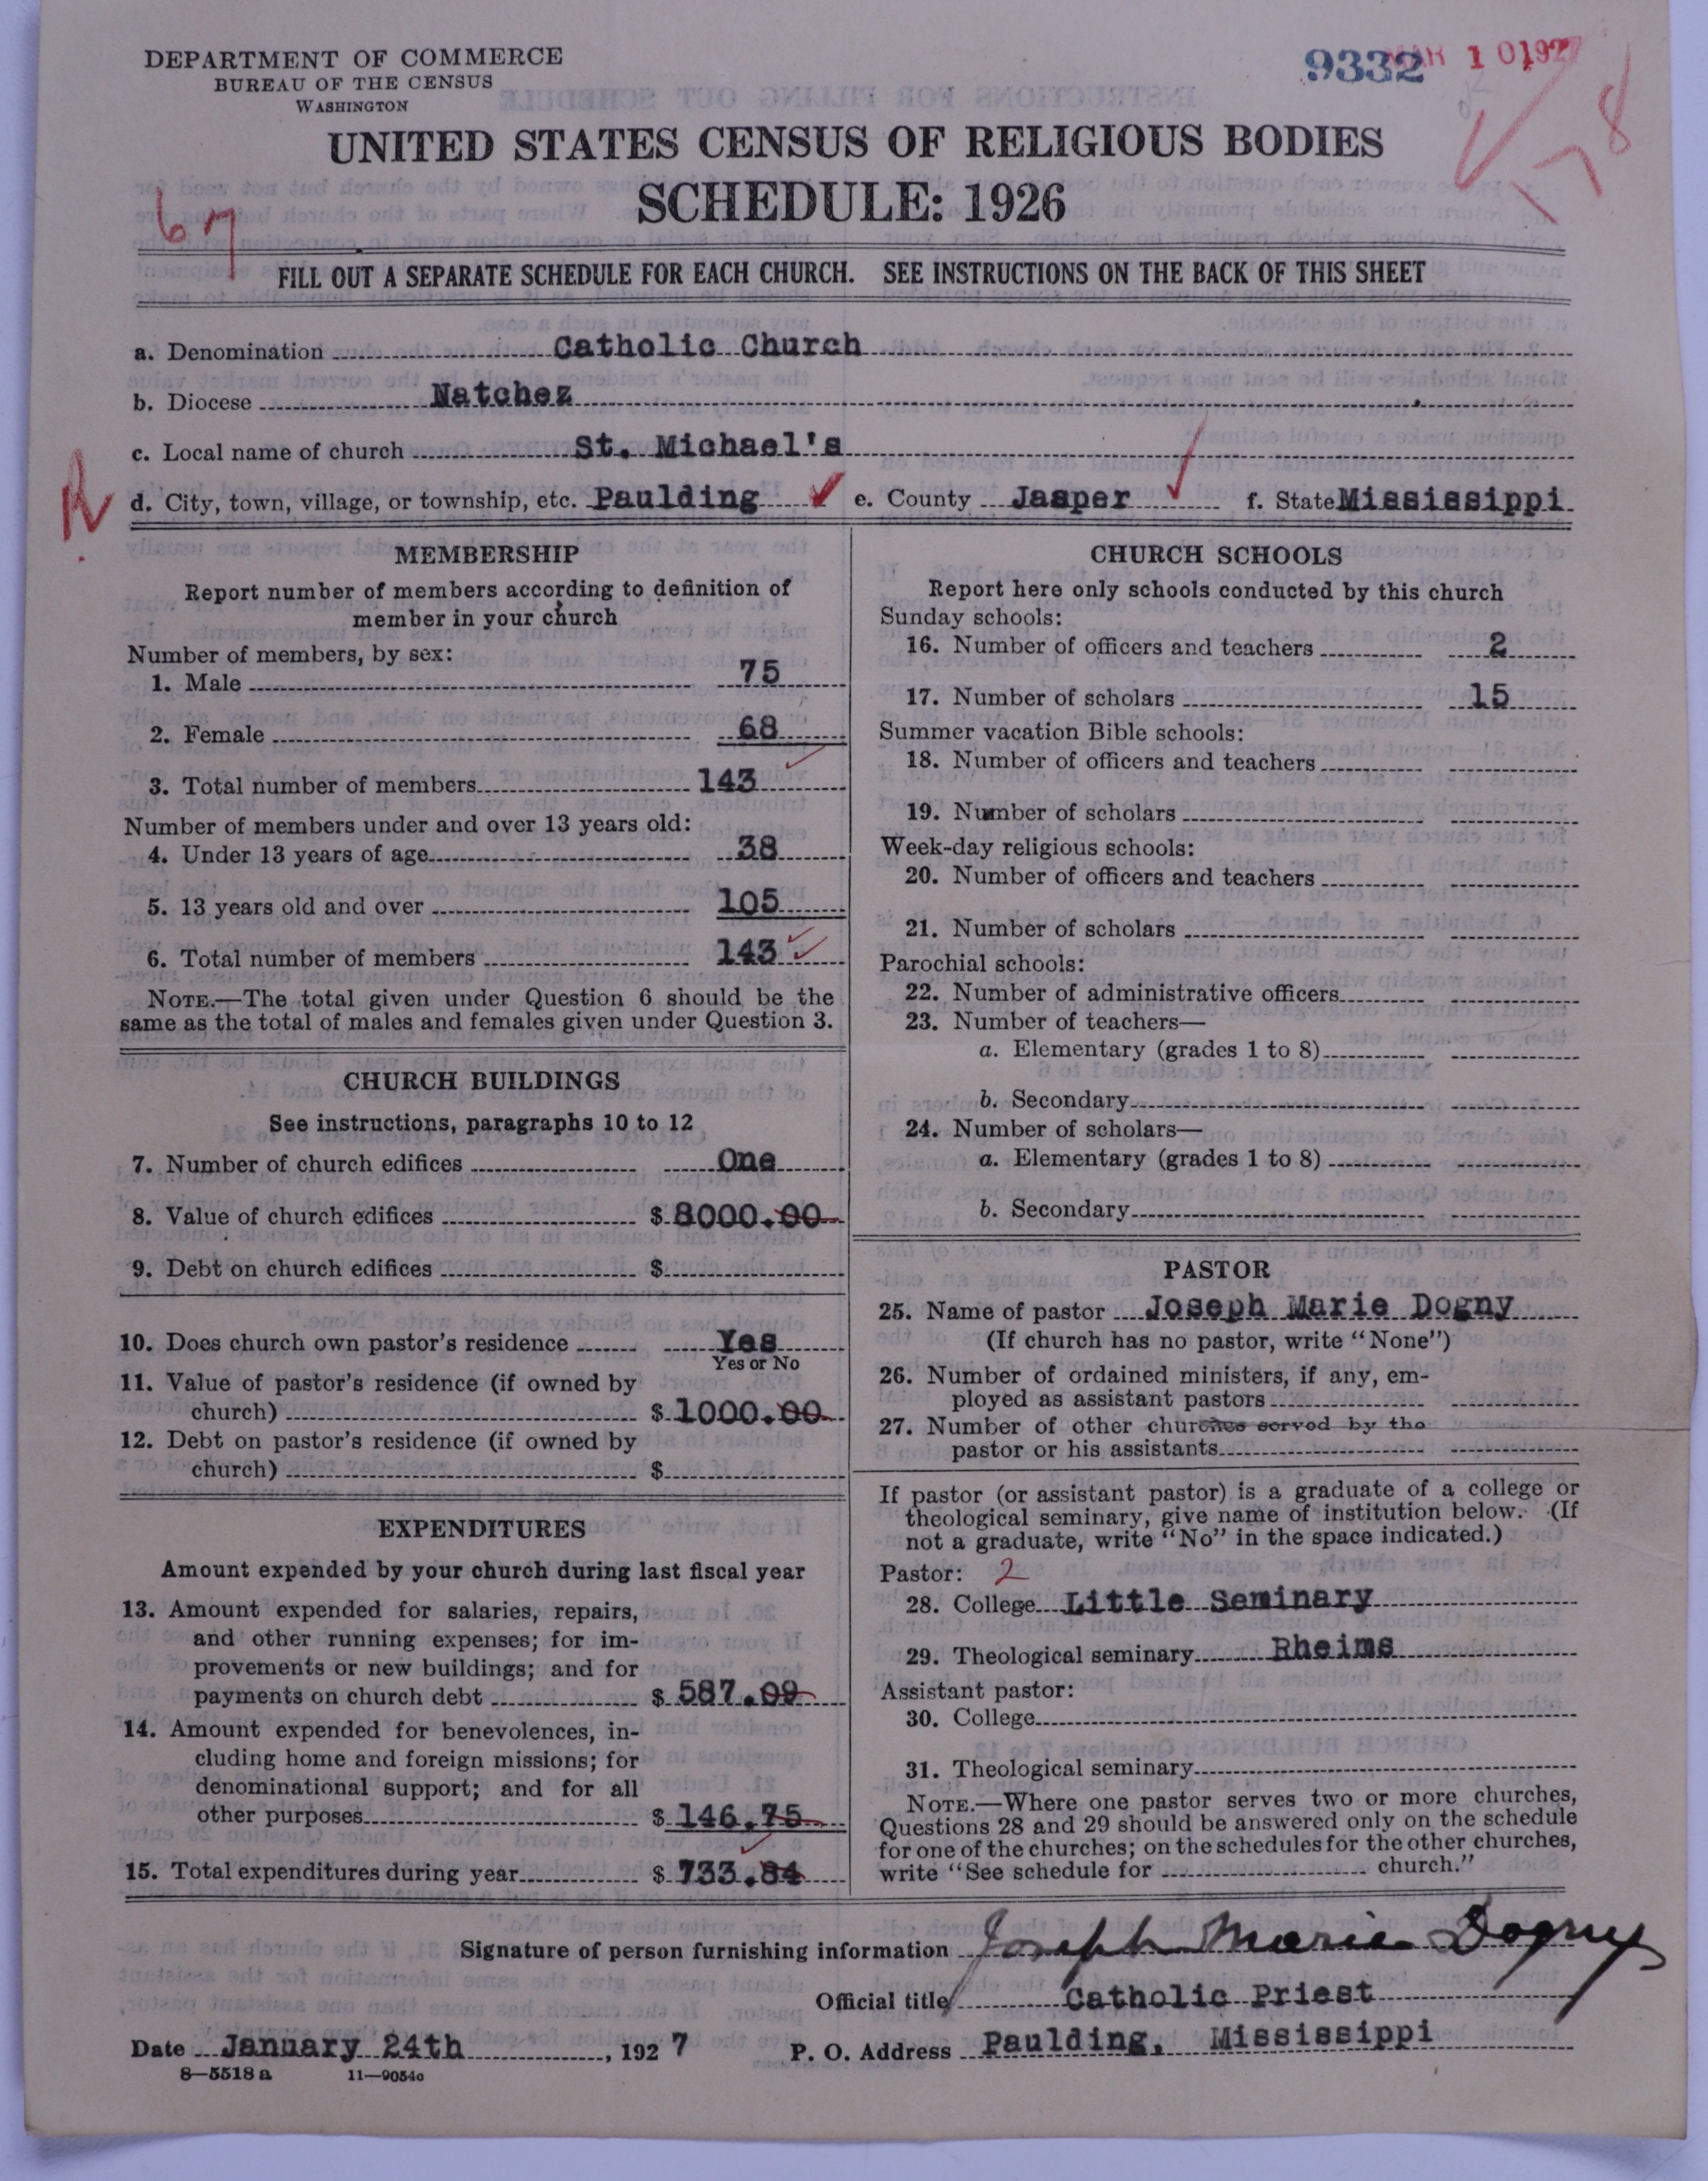 DEPARTMENT OF COMMERCE
BUREAU OF THE CENSUS
WASHINGTON
9332
MAR 10 1927
UNITED STATES CENSUS OF RELIGIOUS BODIES
SCHEDULE: 1926
67
178
FILL OUT A SEPARATE SCHEDULE FOR EACH CHURCH. SEE INSTRUCTIONS ON THE BACK OF THIS SHEET
a. Denomination Catholic Church
b. Diocese Natchez
c. Local name of church St. Michael's
R
d. City, town, village, or township, etc. Paulding e. County Jasper f. State Mississippi
MEMBERSHIP
Report number of members according to definition of
member in your church
Number of members, by sex:
1. Male 75
2. Female 68
3. Total number of members 143
Number of members under and over 13 years old:
4. Under 13 years of age 38
5. 13 years old and over 105
6. Total number of members 143
NOTE.—The total given under Question 6 should be the
same as the total of males and females given under Question 3.
CHURCH BUILDINGS
See instructions, paragraphs 10 to 12
7. Number of church edifices One
8. Value of church edifices $ 8000.00
9. Debt on church edifices $
10. Does church own pastor's residence Yes
Yes or No
11. Value of pastor's residence (if owned by
church) $ 1000.00
12. Debt on pastor's residence (if owned by
church) $
EXPENDITURES
Amount expended by your church during last fiscal year
13. Amount expended for salaries, repairs,
and other running expenses; for im-
provements or new buildings; and for
payments on church debt $ 587.09
14. Amount expended for benevolences, in-
cluding home and foreign missions; for
denominational support; and for all
other purposes $ 146.75
15. Total expenditures during year $ 733.84
CHURCH SCHOOLS
Report here only schools conducted by this church
Sunday schools:
16. Number of officers and teachers 2
17. Number of scholars 15
Summer vacation Bible schools:
18. Number of officers and teachers
19. Number of scholars
Week-day religious schools:
20. Number of officers and teachers
21. Number of scholars
Parochial schools:
22. Number of administrative officers
23. Number of teachers—
a. Elementary (grades 1 to 8)
b. Secondary
24. Number of scholars—
a. Elementary (grades 1 to 8)
b. Secondary
PASTOR
25. Name of pastor Joseph Marie Dogny
(If church has no pastor, write "None")
26. Number of ordained ministers, if any, em-
ployed as assistant pastors
27. Number of other churches served by the
pastor or his assistants
If pastor (or assistant pastor) is a graduate of a college or
theological seminary, give name of institution below. (If
not a graduate, write "No" in the space indicated.)
Pastor: 2
28. College Little Seminary
29. Theological seminary Rheims
Assistant pastor:
30. College
31. Theological seminary
NOTE.—Where one pastor serves two or more churches,
Questions 28 and 29 should be answered only on the schedule
for one of the churches; on the schedules for the other churches,
write "See schedule for church."
Signature of person furnishing information Joseph Marie Dogny
Official title Catholic Priest
Date January 24th, 1927 P. O. Address Paulding, Mississippi
8—5518 a 11—9054a